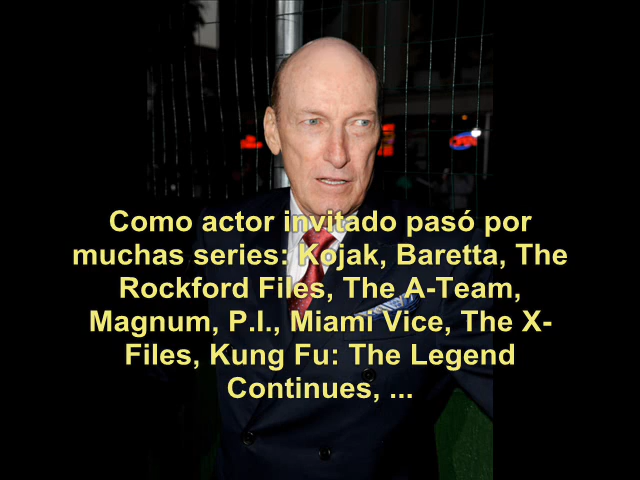 Como actor invitado pasó por
muchas series: Kojak, Baretta, The
Rockford Files, The A-Team,
Magnum, P.I., Miami Vice, The X-
Files, Kung Fu: The Legend
Continues, ...